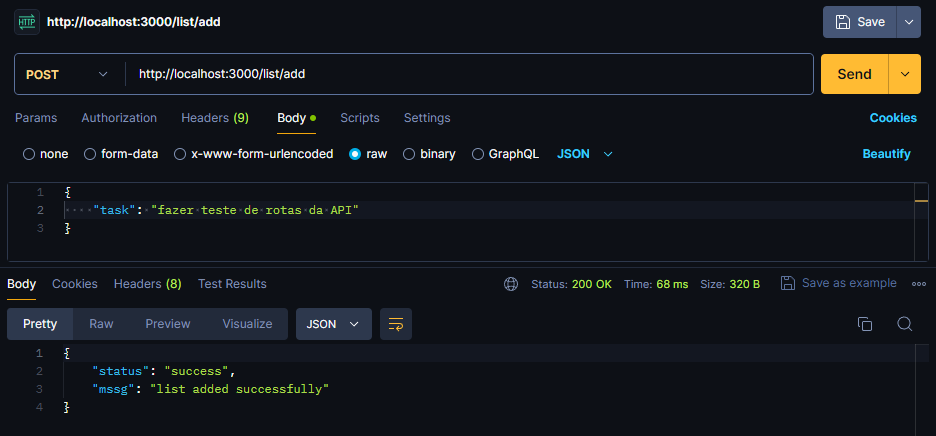 HTTP http://localhost:3000/list/add Save
POST http://localhost:3000/list/add Send
Params Authorization Headers (9) Body Scripts Settings Cookies
none form-data x-www-form-urlencoded raw binary GraphQL JSON Beautify
1 {
2 "task": "fazer teste de rotas da API"
3 }
Body Cookies Headers (8) Test Results Status: 200 OK Time: 68 ms Size: 320 B Save as example
Pretty Raw Preview Visualize JSON
1 {
2 "status": "success",
3 "mssg": "list added successfully"
4 }